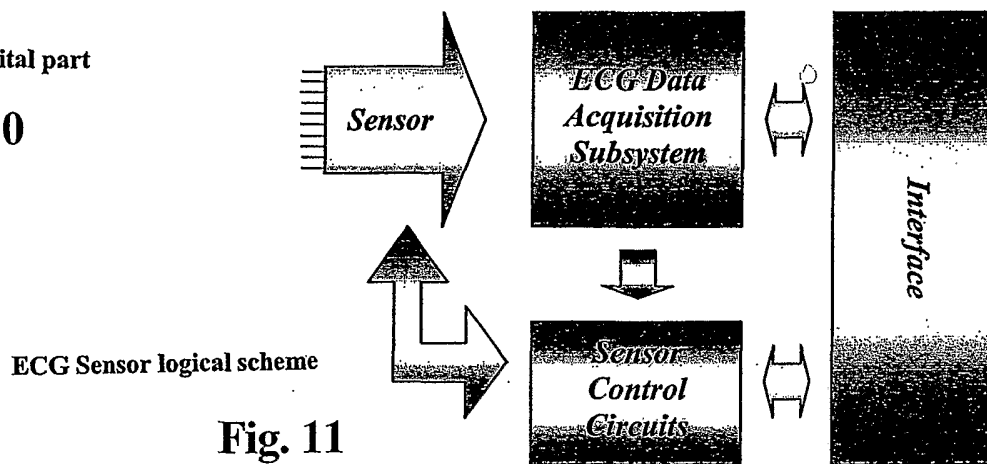 ital part
0
Sensor
ECG Data
Acquisition
Subsystem
Interface
Sensor
Control
Circuits
ECG Sensor logical scheme
Fig. 11